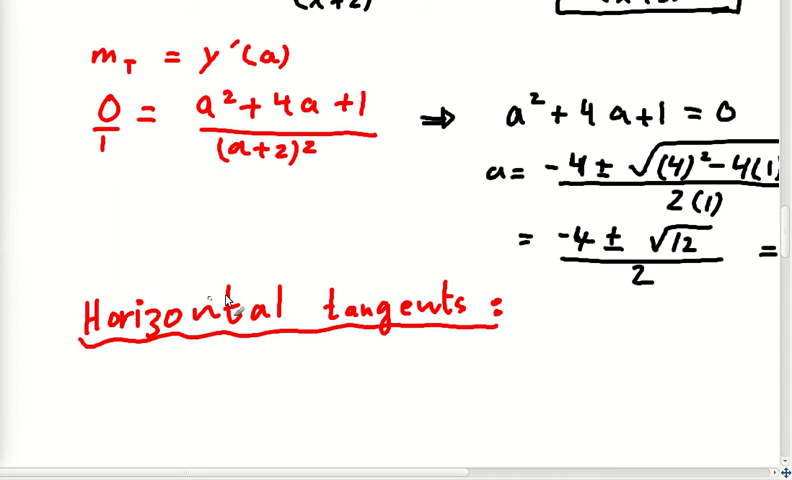 m_T = y'(a)
0/1 = (a² + 4a + 1)/(a+2)² ⇒ a² + 4a + 1 = 0
a = (-4 ± √((4)² - 4(1)/2(1)
= (-4 ± √12)/2 =
Horizontal tangents: